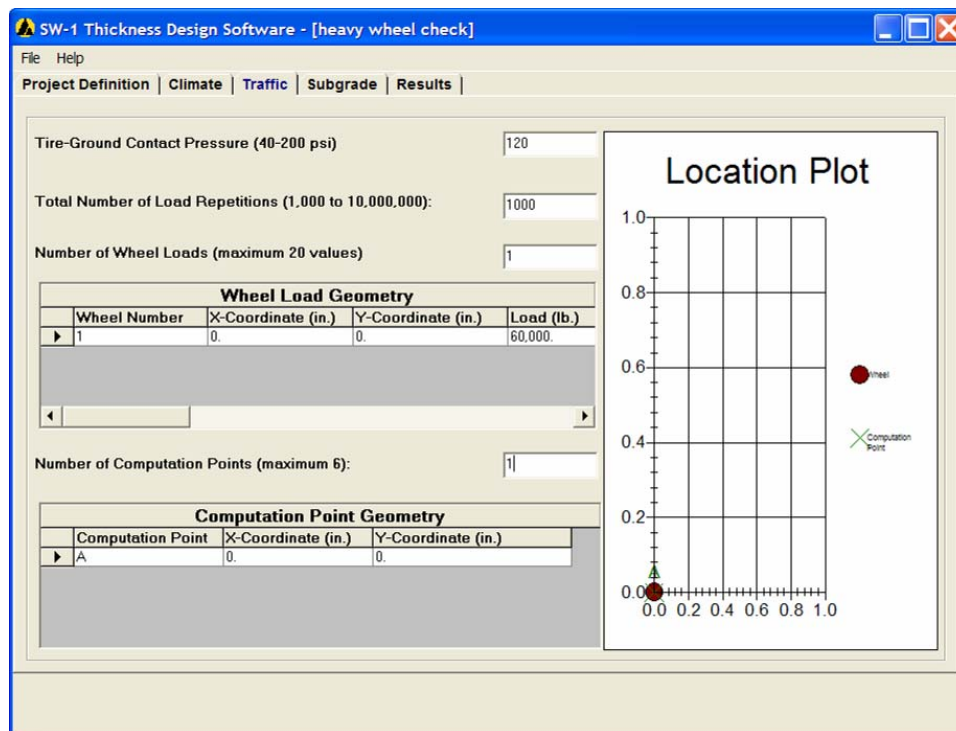 SW-1 Thickness Design Software - [heavy wheel check]
File Help
Project Definition | Climate | Traffic | Subgrade | Results |
Tire-Ground Contact Pressure (40-200 psi) 120
Total Number of Load Repetitions (1,000 to 10,000,000): 1000
Number of Wheel Loads (maximum 20 values) 1
Wheel Load Geometry
Wheel Number X-Coordinate (in.) Y-Coordinate (in.) Load (lb.)
1 0. 0. 60,000.
Number of Computation Points (maximum 6): 1
Computation Point Geometry
Computation Point X-Coordinate (in.) Y-Coordinate (in.)
A 0. 0.
Location Plot
1.0
0.8
0.6
0.4
0.2
0.0
A
0.0 0.2 0.4 0.6 0.8 1.0
Wheel
Computation
Point